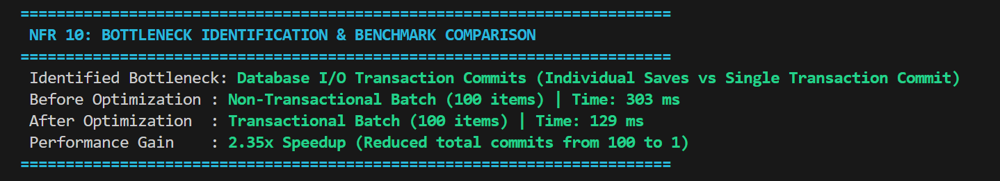 ========================================================================
NFR 10: BOTTLENECK IDENTIFICATION & BENCHMARK COMPARISON
========================================================================
Identified Bottleneck: Database I/O Transaction Commits (Individual Saves vs Single Transaction Commit)
Before Optimization : Non-Transactional Batch (100 items) | Time: 303 ms
After Optimization  : Transactional Batch (100 items) | Time: 129 ms
Performance Gain    : 2.35x Speedup (Reduced total commits from 100 to 1)
========================================================================